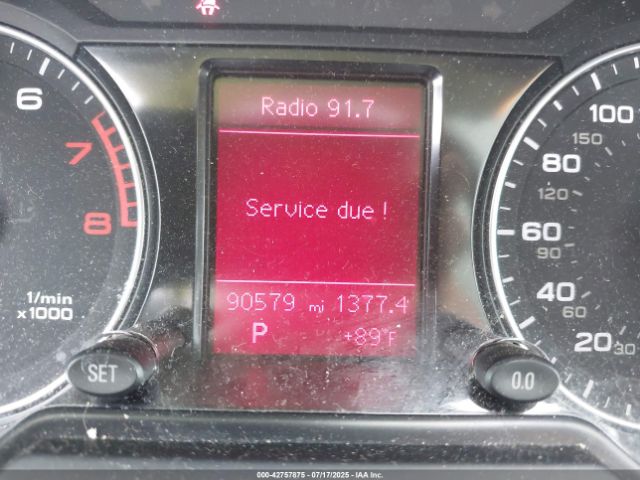 Radio 91.7
Service due !
90579 mi 1377.4
P +89°F
6
7
8
1/min
x1000
SET
100
150
80
120
60
90
40
60
20
30
0.0
000-42757875 - 07/17/2025 - Copyright IAA, Inc.